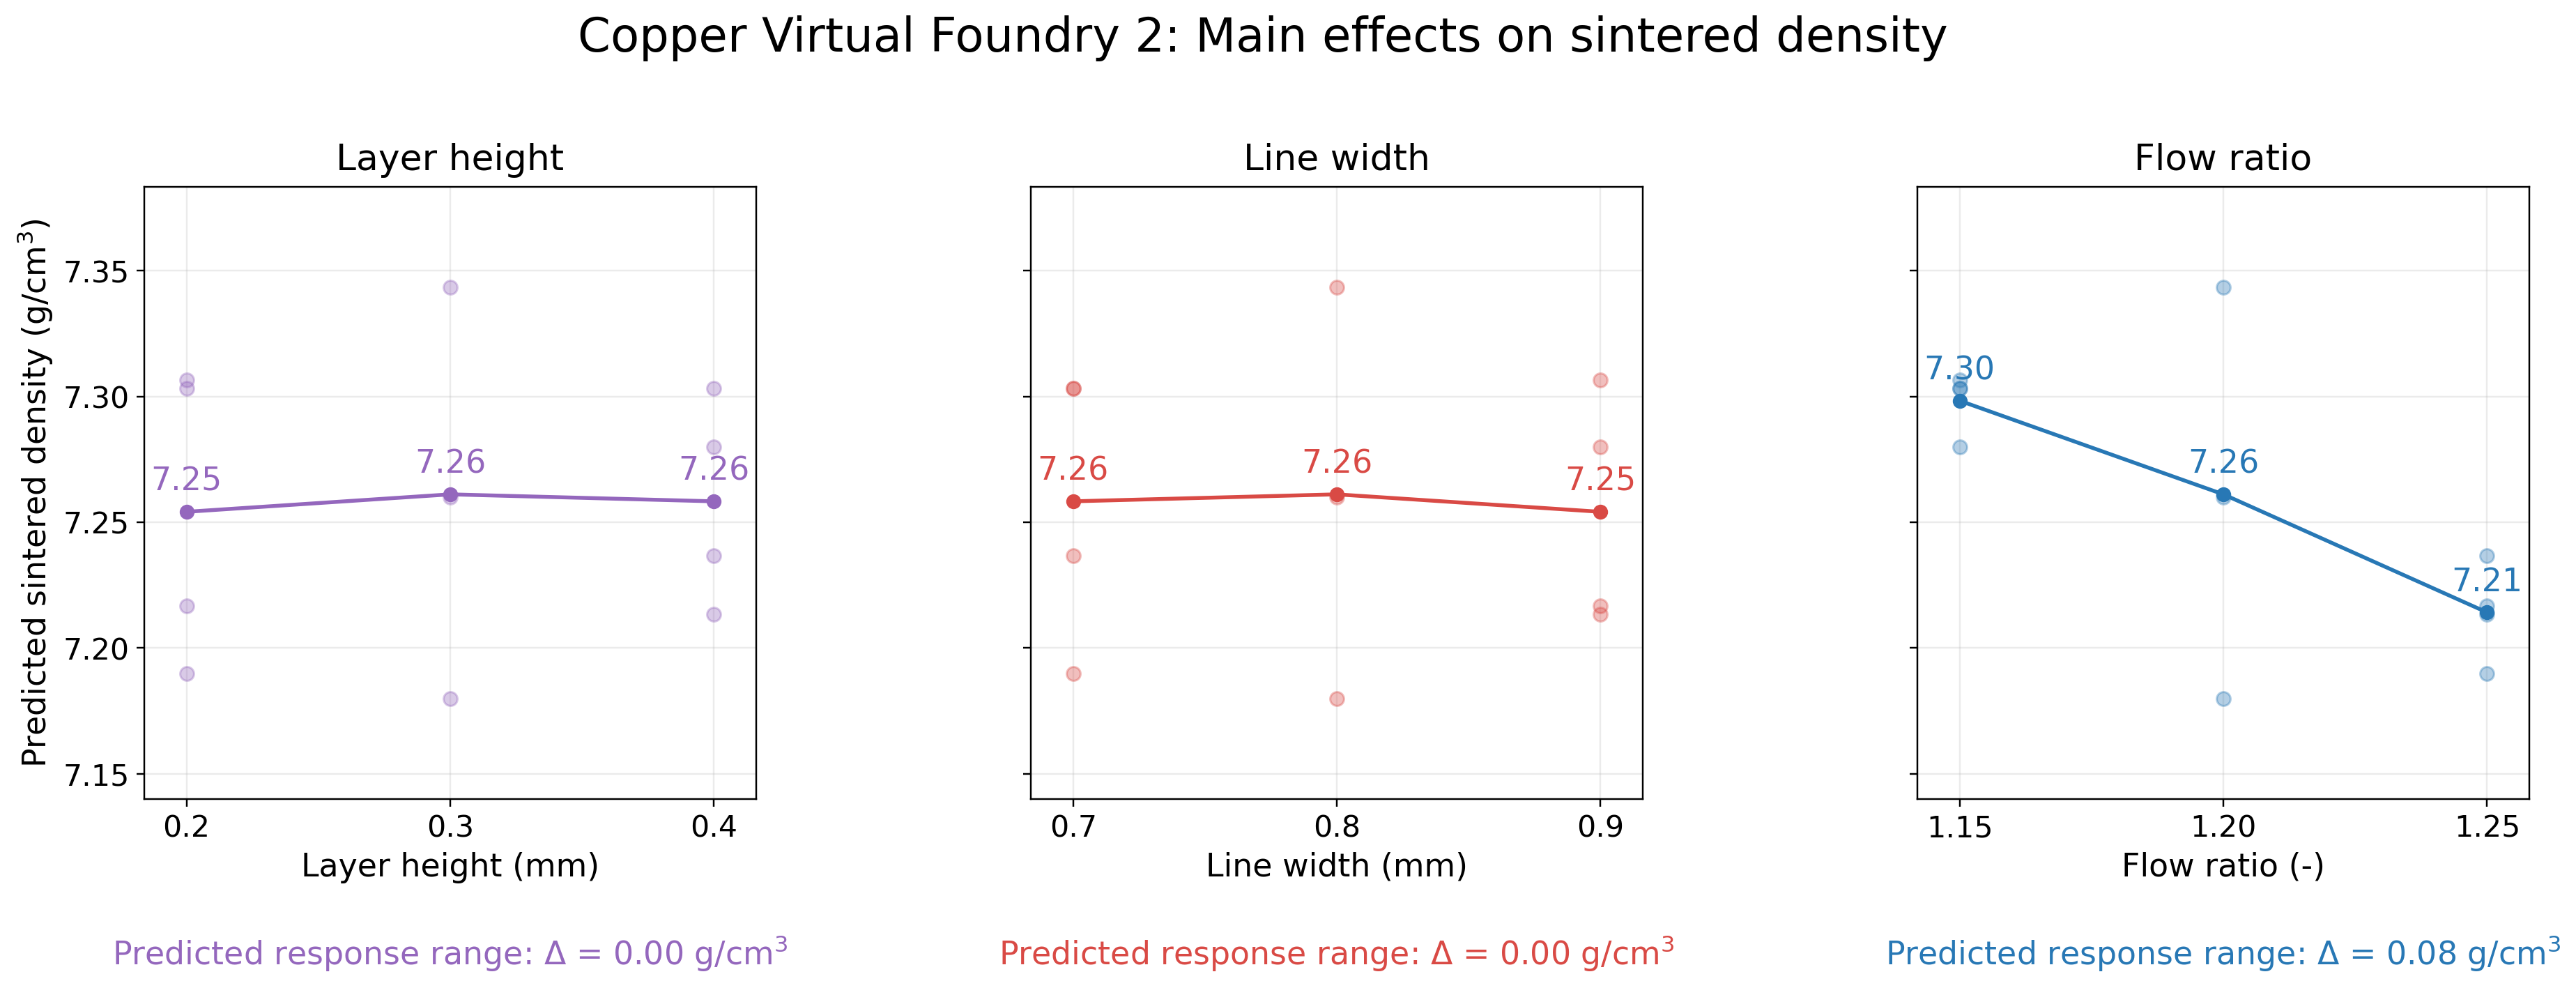 Copper Virtual Foundry 2: Main effects on sintered density
Layer height
Line width
Flow ratio
Predicted sintered density (g/cm³)
7.35
7.30
7.25
7.20
7.15
7.25
7.26
7.26
7.26
7.26
7.25
7.30
7.26
7.21
0.2 0.3 0.4
0.7 0.8 0.9
1.15 1.20 1.25
Layer height (mm)
Line width (mm)
Flow ratio (-)
Predicted response range: Δ = 0.00 g/cm³
Predicted response range: Δ = 0.00 g/cm³
Predicted response range: Δ = 0.08 g/cm³